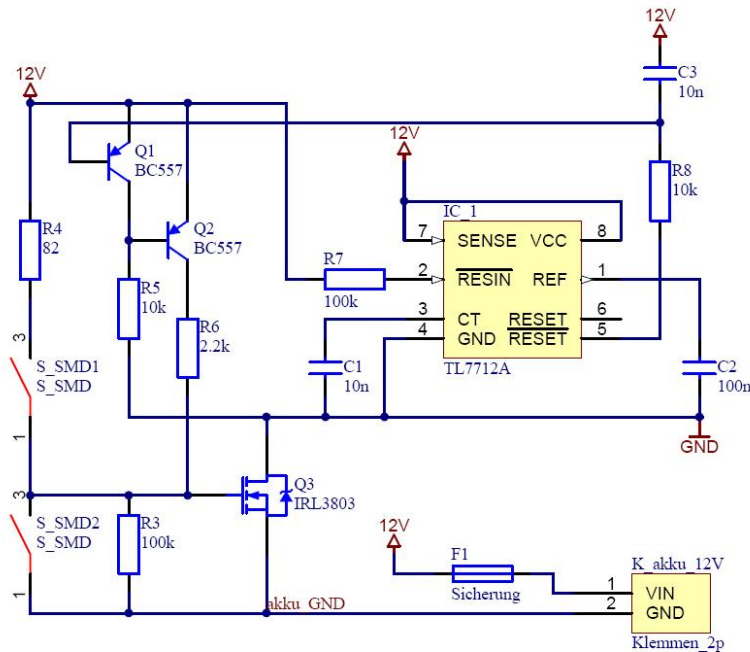 12V
C3
10n
12V
Q1
BC557
12V
R8
10k
R4
82
Q2
BC557
IC_1
7
SENSE
VCC
8
R7
100k
2
RESIN
REF
1
R5
10k
3
CT
RESET
6
4
GND
RESET
5
R6
2.2k
TL7712A
3
S_SMD1
S_SMD
1
C1
10n
C2
100n
GND
Q3
IRL3803
3
S_SMD2
S_SMD
1
R3
100k
12V
F1
Sicherung
K_akku_12V
1
VIN
2
GND
akku_GND
Klemmen_2p